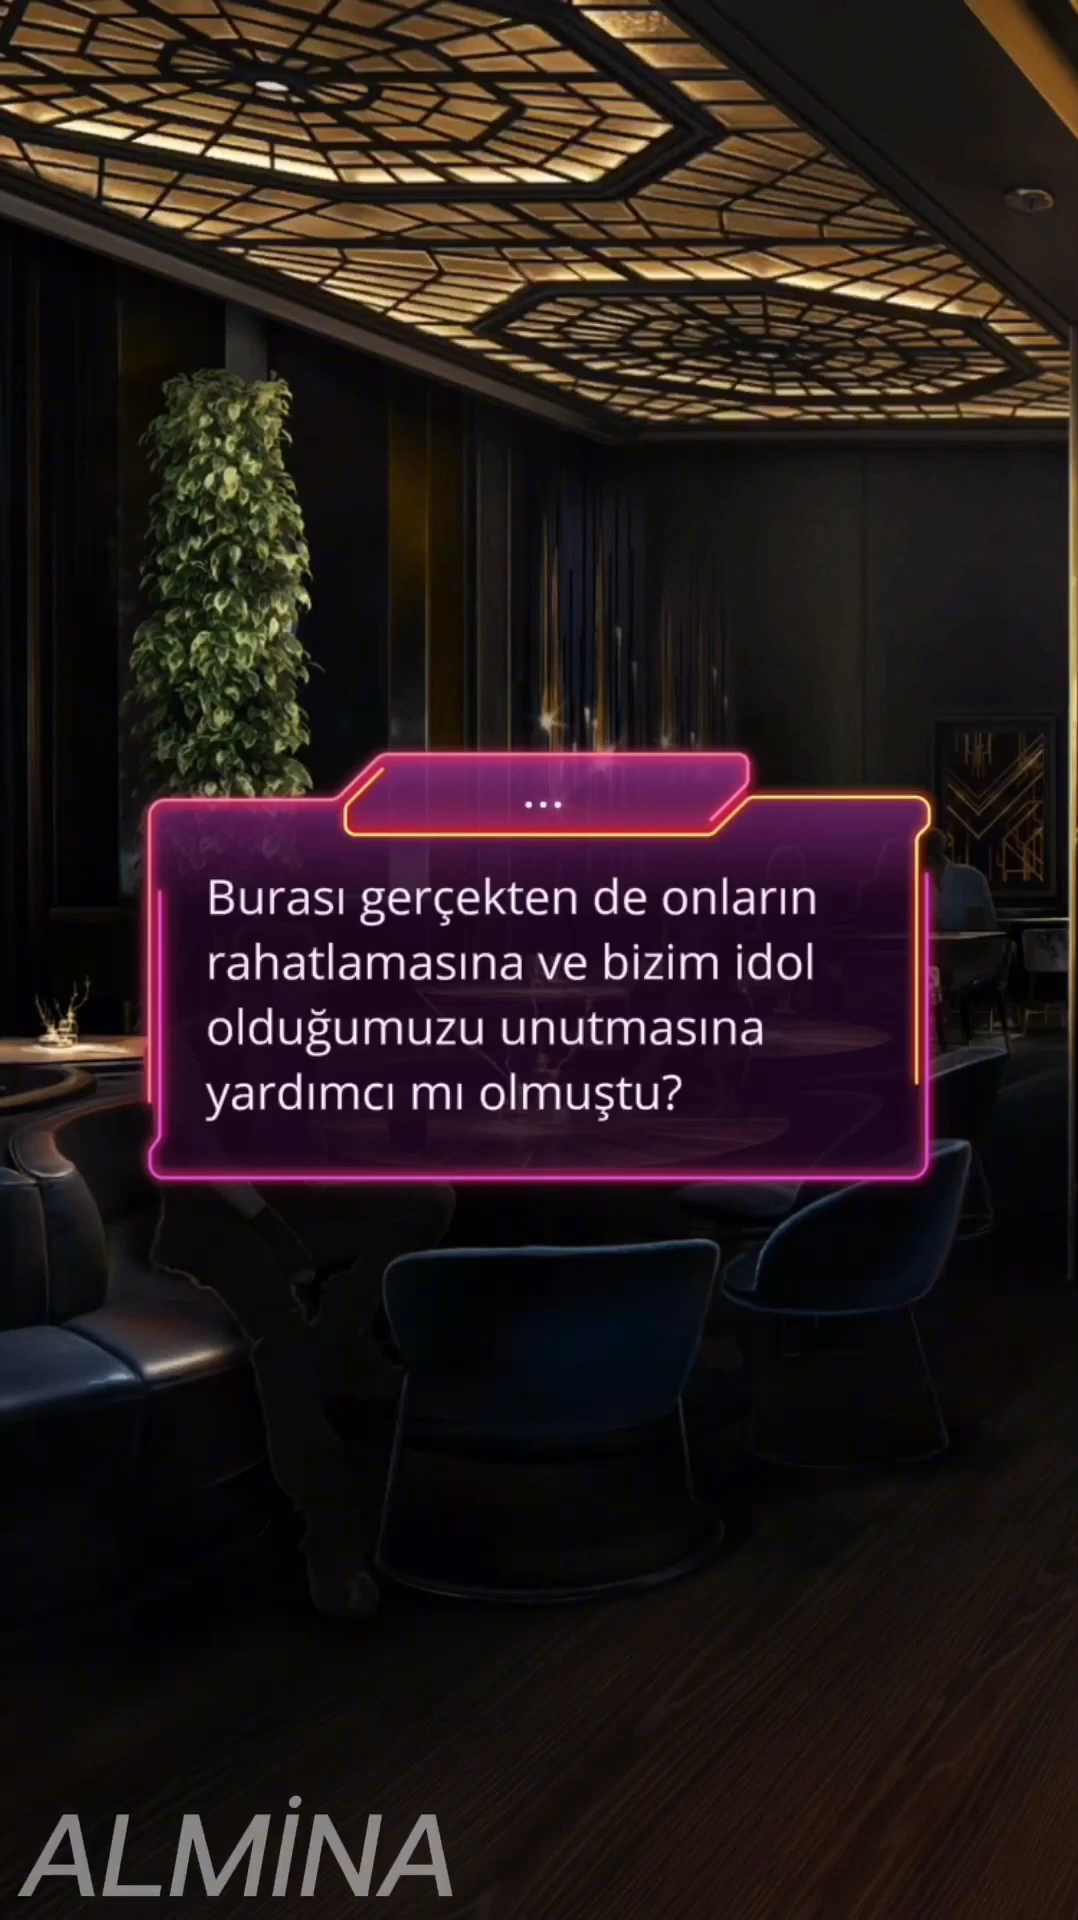 ...
Burası gerçekten de onların
rahatlamasına ve bizim idol
olduğumuzu unutmasına
yardımcı mı olmuştu?
ALMİNA